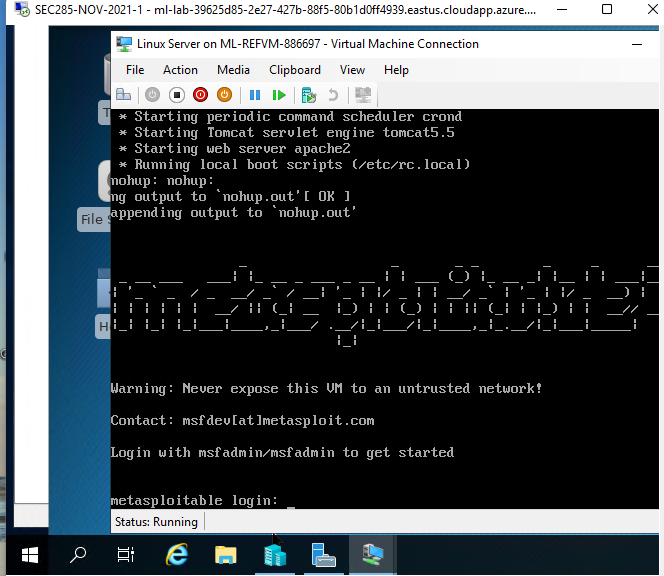 SEC285-NOV-2021-1 - ml-lab-39625d85-2e27-427b-88f5-80b1d0ff4939.eastus.cloudapp.azure....
Linux Server on ML-REFVM-886697 - Virtual Machine Connection
File Action Media Clipboard View Help
* Starting periodic command scheduler crond
* Starting Tomcat servlet engine tomcat5.5
* Starting web server apache2
* Running local boot scripts (/etc/rc.local)
nohup: nohup:
ng output to `nohup.out'[ OK ]
appending output to `nohup.out'
File S
Warning: Never expose this VM to an untrusted network!
Contact: msfdev[at]metasploit.com
Login with msfadmin/msfadmin to get started
metasploitable login: _
Status: Running